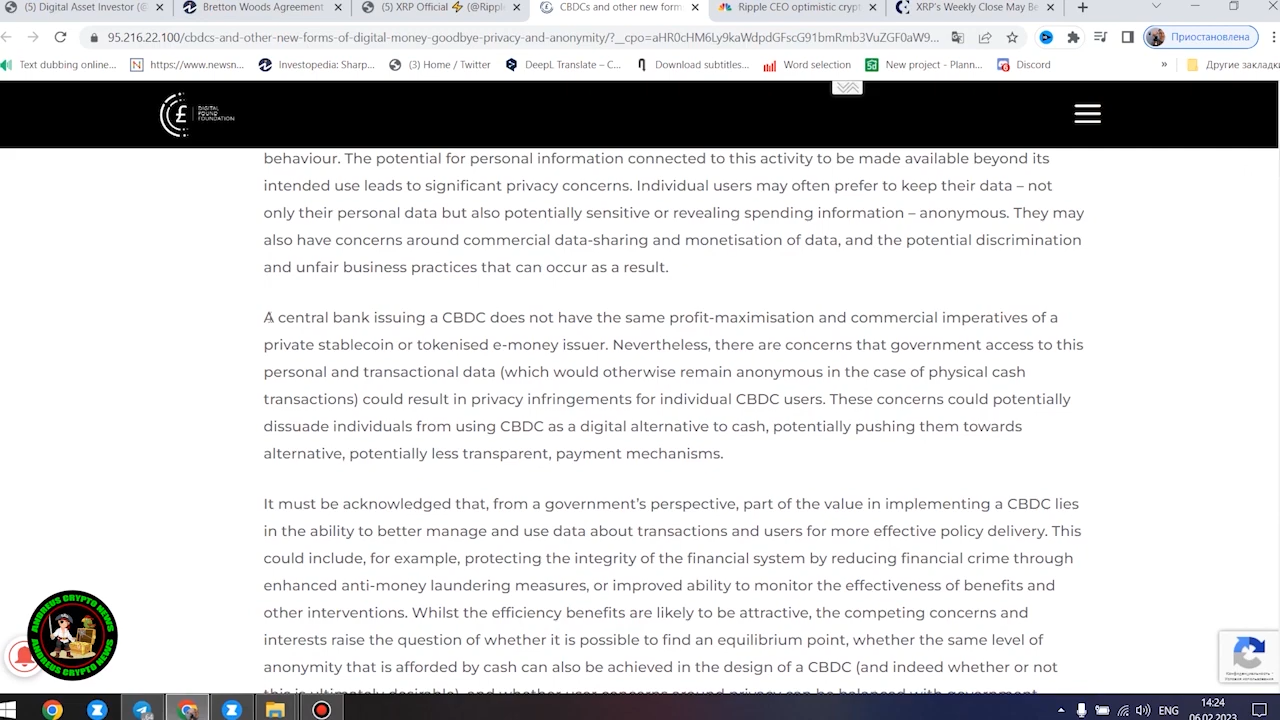 (5) Digital Asset Investor (@
Bretton Woods Agreement
(5) XRP Official ⚡ (@Ripple
CBDCs and other new form
Ripple CEO optimistic crypt
XRP's Weekly Close May Be
95.216.22.100/cbdcs-and-other-new-forms-of-digital-money-goodbye-privacy-and-anonymity/?__cpo=aHR0cHM6Ly9kaWdpdGFscG91bmRmb3VuZGF0aW9...
Приостановлена
Text dubbing online...
https://www.newsn...
Investopedia: Sharp...
(3) Home / Twitter
DeepL Translate – C...
Download subtitles...
Word selection
New project - Plann...
Discord
»
Другие закладки
DIGITAL
POUND
FOUNDATION
behaviour. The potential for personal information connected to this activity to be made available beyond its
intended use leads to significant privacy concerns. Individual users may often prefer to keep their data – not
only their personal data but also potentially sensitive or revealing spending information – anonymous. They may
also have concerns around commercial data-sharing and monetisation of data, and the potential discrimination
and unfair business practices that can occur as a result.
A central bank issuing a CBDC does not have the same profit-maximisation and commercial imperatives of a
private stablecoin or tokenised e-money issuer. Nevertheless, there are concerns that government access to this
personal and transactional data (which would otherwise remain anonymous in the case of physical cash
transactions) could result in privacy infringements for individual CBDC users. These concerns could potentially
dissuade individuals from using CBDC as a digital alternative to cash, potentially pushing them towards
alternative, potentially less transparent, payment mechanisms.
It must be acknowledged that, from a government's perspective, part of the value in implementing a CBDC lies
in the ability to better manage and use data about transactions and users for more effective policy delivery. This
could include, for example, protecting the integrity of the financial system by reducing financial crime through
enhanced anti-money laundering measures, or improved ability to monitor the effectiveness of benefits and
other interventions. Whilst the efficiency benefits are likely to be attractive, the competing concerns and
interests raise the question of whether it is possible to find an equilibrium point, whether the same level of
anonymity that is afforded by cash can also be achieved in the design of a CBDC (and indeed whether or not
ANDREUS CRYPTO NEWS
ANDREUS CRYPTO NEWS
Конфиденциальность -
ENG
14:24
06.02.2023